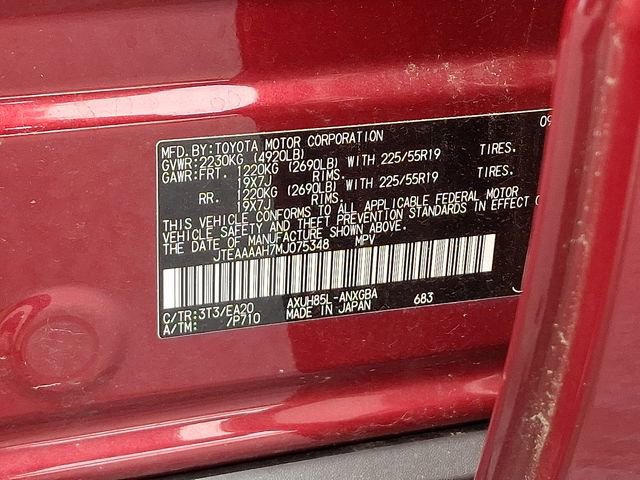 09
MFD. BY: TOYOTA MOTOR CORPORATION
GVWR: 2230KG (4920LB)
GAWR: FRT. 1220KG (2690LB) WITH 225/55R19 TIRES.
19X7J RIMS.
RR. 1220KG (2690LB) WITH 225/55R19 TIRES.
19X7J RIMS.
THIS VEHICLE CONFORMS TO ALL APPLICABLE FEDERAL MOTOR
VEHICLE SAFETY AND THEFT PREVENTION STANDARDS IN EFFECT
THE DATE OF MANUFACTURE SHOWN ABOVE.
JTEAAAAH7MJ075348 MPV
C/TR: 3T3/EA20 AXUH85L-ANXGBA 683
A/TM: /P710 MADE IN JAPAN